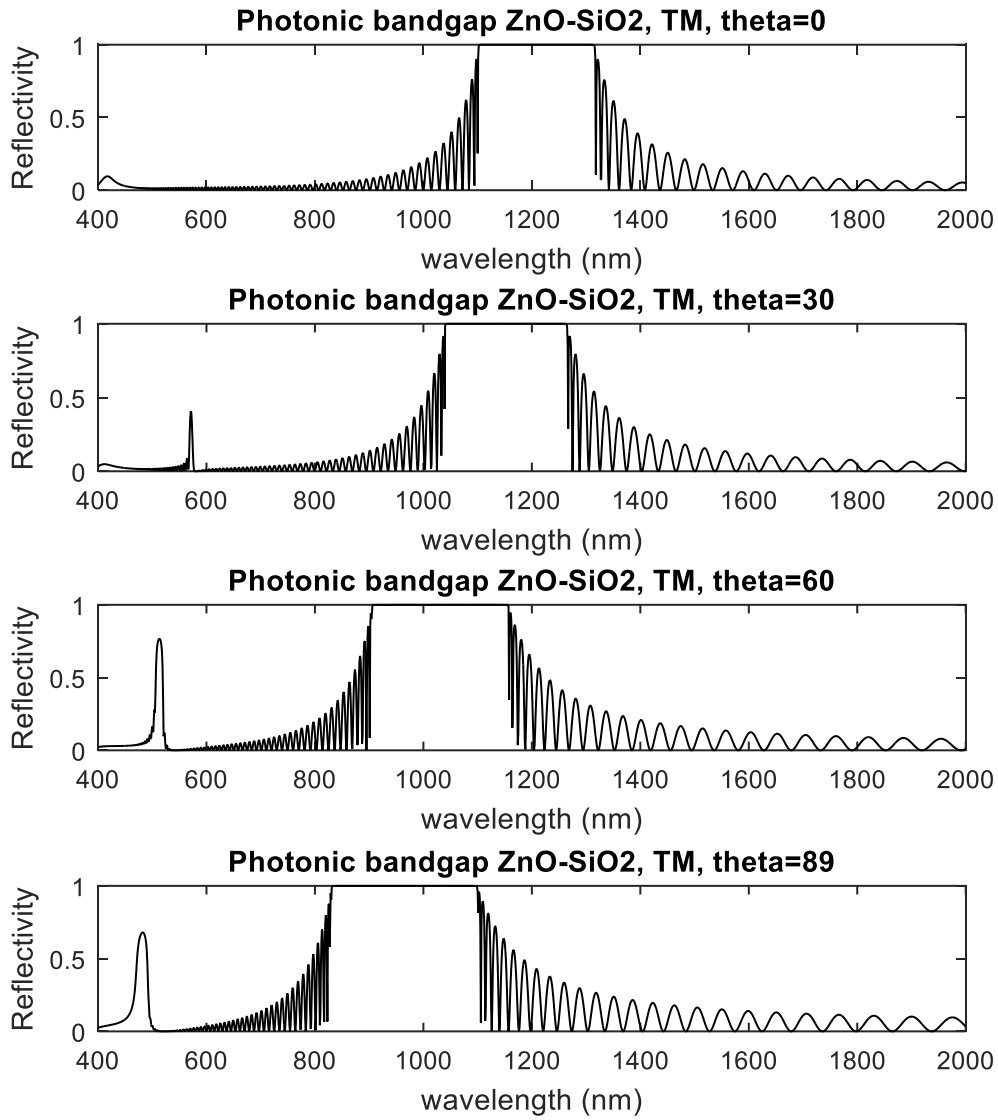 Photonic bandgap ZnO-SiO2, TM, theta=0
1
0.5
0
Reflectivity
400 600 800 1000 1200 1400 1600 1800 2000
wavelength (nm)
Photonic bandgap ZnO-SiO2, TM, theta=30
1
0.5
0
Reflectivity
400 600 800 1000 1200 1400 1600 1800 2000
wavelength (nm)
Photonic bandgap ZnO-SiO2, TM, theta=60
1
0.5
0
Reflectivity
400 600 800 1000 1200 1400 1600 1800 2000
wavelength (nm)
Photonic bandgap ZnO-SiO2, TM, theta=89
1
0.5
0
Reflectivity
400 600 800 1000 1200 1400 1600 1800 2000
wavelength (nm)